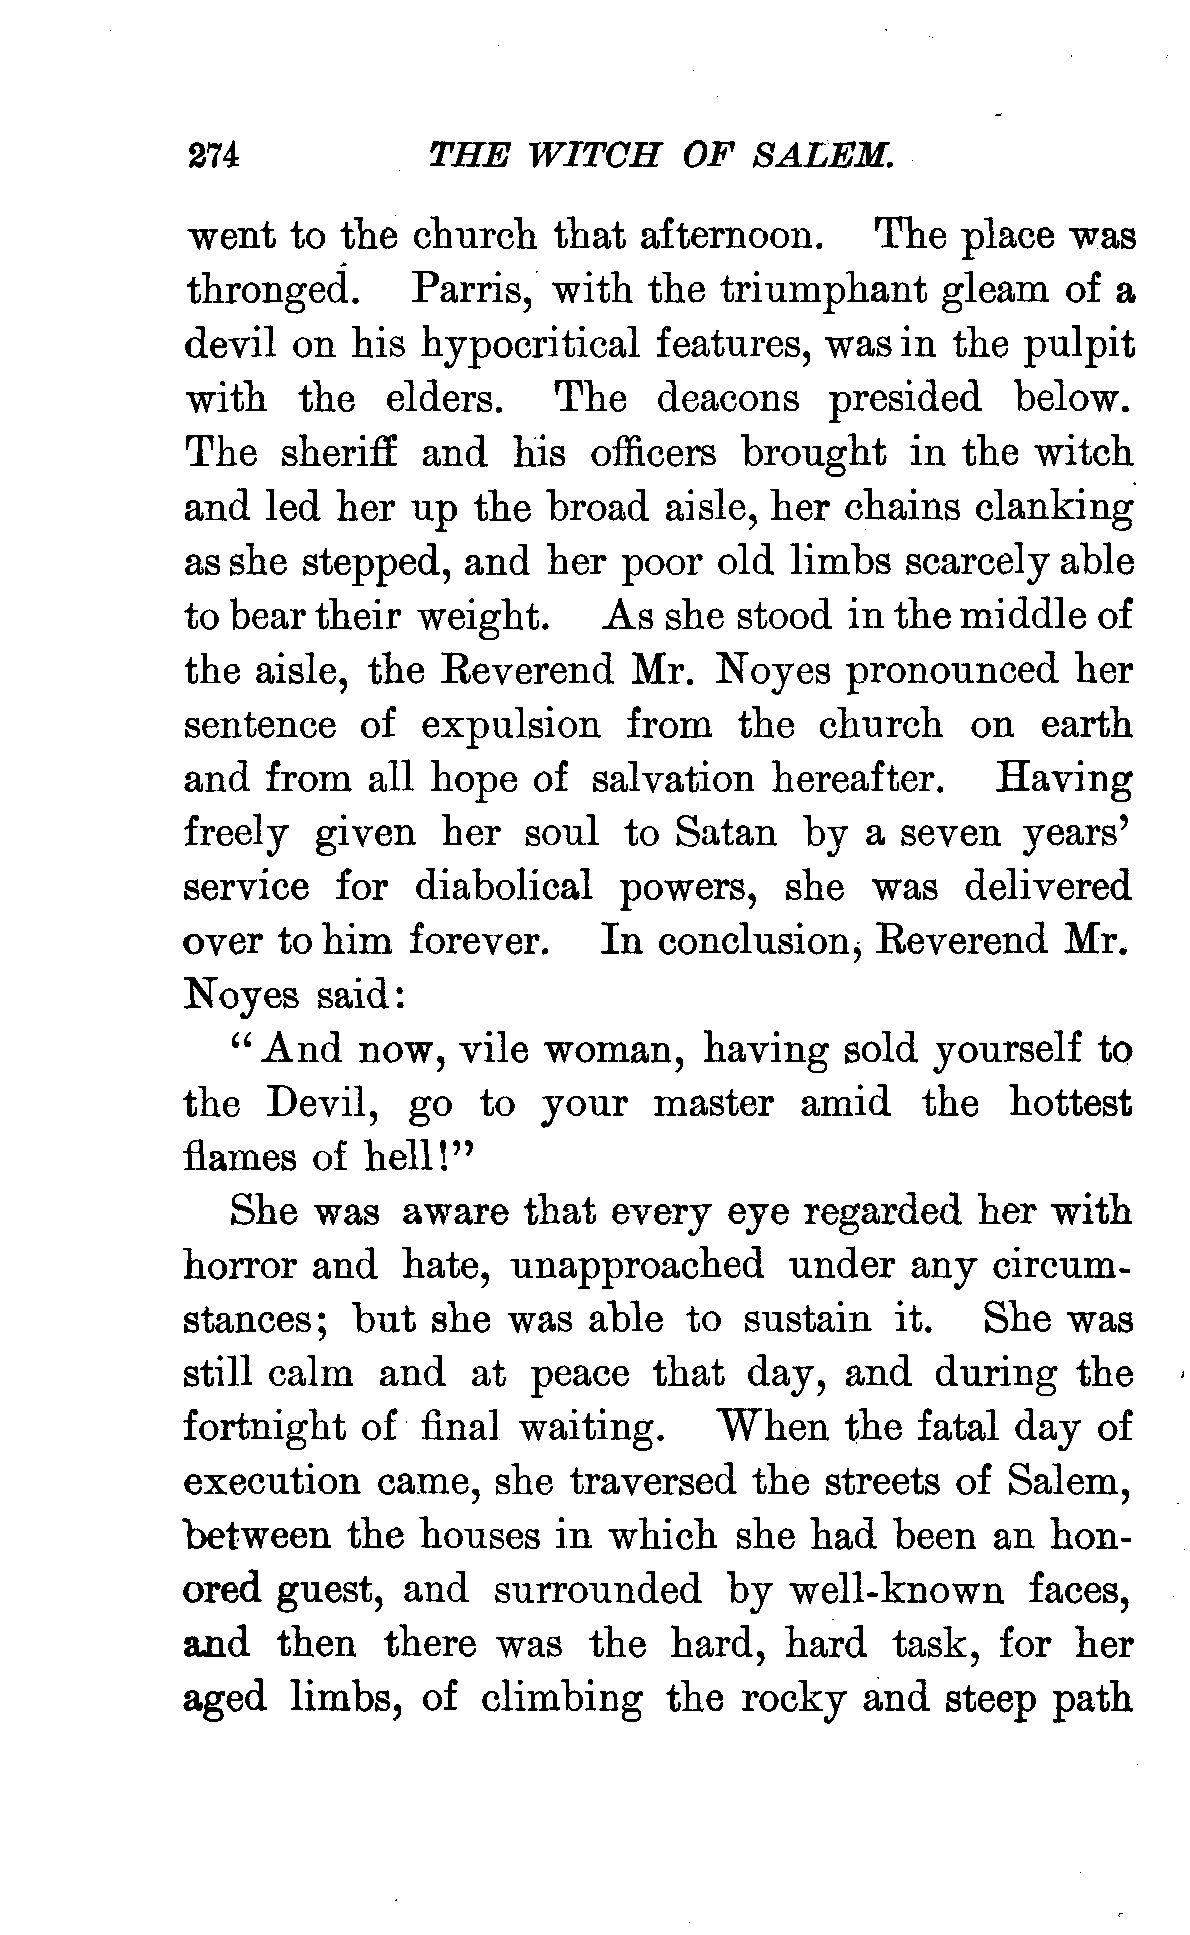 274 THE WITCH OF SALEM.
went to the church that afternoon. The place was
thronged. Parris, with the triumphant gleam of a
devil on his hypocritical features, was in the pulpit
with the elders. The deacons presided below.
The sheriff and his officers brought in the witch
and led her up the broad aisle, her chains clanking
as she stepped, and her poor old limbs scarcely able
to bear their weight. As she stood in the middle of
the aisle, the Reverend Mr. Noyes pronounced her
sentence of expulsion from the church on earth
and from all hope of salvation hereafter. Having
freely given her soul to Satan by a seven years'
service for diabolical powers, she was delivered
over to him forever. In conclusion, Reverend Mr.
Noyes said:
"And now, vile woman, having sold yourself to
the Devil, go to your master amid the hottest
flames of hell!"
She was aware that every eye regarded her with
horror and hate, unapproached under any circum-
stances; but she was able to sustain it. She was
still calm and at peace that day, and during the
fortnight of final waiting. When the fatal day of
execution came, she traversed the streets of Salem,
between the houses in which she had been an hon-
ored guest, and surrounded by well-known faces,
and then there was the hard, hard task, for her
aged limbs, of climbing the rocky and steep path